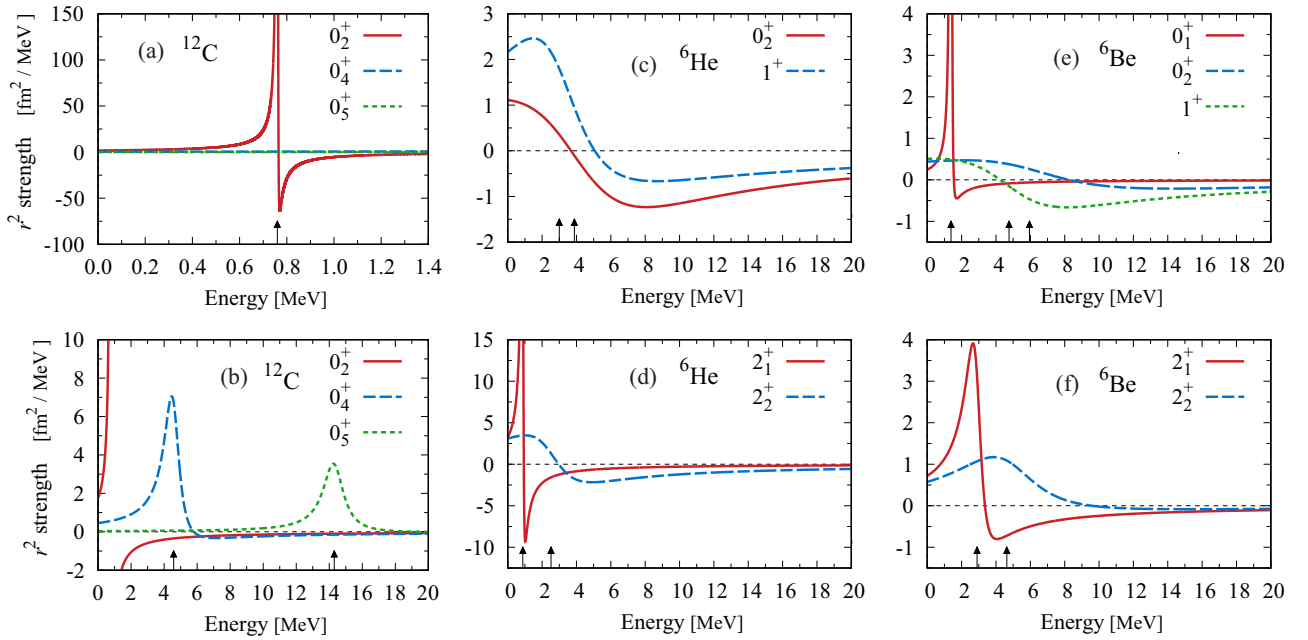 (a) ¹²C
0₂⁺
0₄⁺
0₅⁺
r² strength [fm² / MeV]
150
100
50
0
-50
-100
0.0 0.2 0.4 0.6 0.8 1.0 1.2 1.4
Energy [MeV]
(c) ⁶He
0₂⁺
1⁺
3
2
1
0
-1
-2
0 2 4 6 8 10 12 14 16 18 20
Energy [MeV]
(e) ⁶Be
0₁⁺
0₂⁺
1⁺
4
3
2
1
0
-1
0 2 4 6 8 10 12 14 16 18 20
Energy [MeV]
(b) ¹²C
0₂⁺
0₄⁺
0₅⁺
r² strength [fm² / MeV]
10
8
6
4
2
0
-2
0 2 4 6 8 10 12 14 16 18 20
Energy [MeV]
(d) ⁶He
2₁⁺
2₂⁺
15
10
5
0
-5
-10
0 2 4 6 8 10 12 14 16 18 20
Energy [MeV]
(f) ⁶Be
2₁⁺
2₂⁺
4
3
2
1
0
-1
0 2 4 6 8 10 12 14 16 18 20
Energy [MeV]